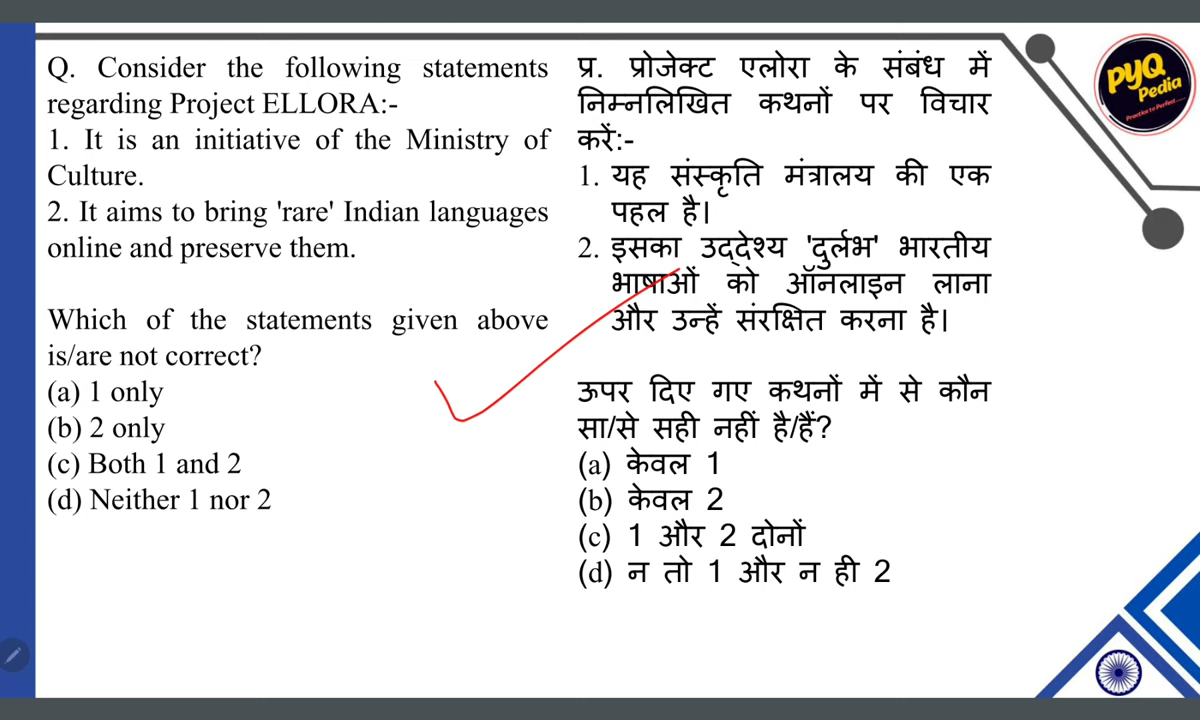 Q. Consider the following statements
regarding Project ELLORA:-
1. It is an initiative of the Ministry of
Culture.
2. It aims to bring 'rare' Indian languages
online and preserve them.
Which of the statements given above
is/are not correct?
(a) 1 only
(b) 2 only
(c) Both 1 and 2
(d) Neither 1 nor 2
प्र. प्रोजेक्ट एलोरा के संबंध में
निम्नलिखित कथनों पर विचार
करें:-
1. यह संस्कृति मंत्रालय की एक
पहल है।
2. इसका उद्देश्य 'दुर्लभ' भारतीय
भाषाओं को ऑनलाइन लाना
और उन्हें संरक्षित करना है।
ऊपर दिए गए कथनों में से कौन
सा/से सही नहीं है/हैं?
(a) केवल 1
(b) केवल 2
(c) 1 और 2 दोनों
(d) न तो 1 और न ही 2
PYQ
Pedia
Practice to Perfect